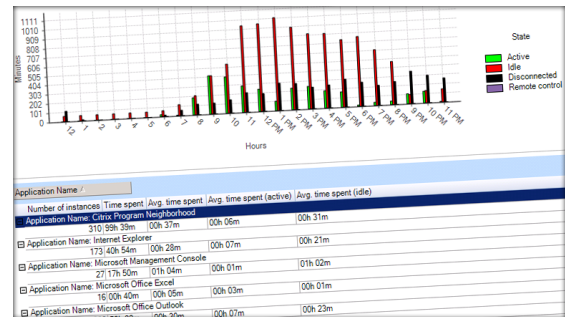 1111
1010
909
808
707
606
505
404
303
202
101
0
Minutes
12 1 2 3 4 5 6 7 8 9 10 11 12 PM 1 PM 2 PM 3 PM 4 PM 5 PM 6 PM 7 PM 8 PM 9 PM 10 PM 11 PM
Hours
State
Active
Idle
Disconnected
Remote control
Application Name
Number of instances Time spent Avg. time spent Avg. time spent (active) Avg. time spent (idle)
Application Name: Citrix Program Neighborhood
310 99h 39m 00h 37m 00h 06m 00h 31m
Application Name: Internet Explorer
173 40h 54m 00h 28m 00h 07m 00h 21m
Application Name: Microsoft Management Console
27 17h 50m 01h 04m 00h 01m 01h 02m
Application Name: Microsoft Office Excel
16 00h 40m 00h 05m 00h 03m 00h 01m
Application Name: Microsoft Office Outlook
00h 30m 00h 07m 00h 23m